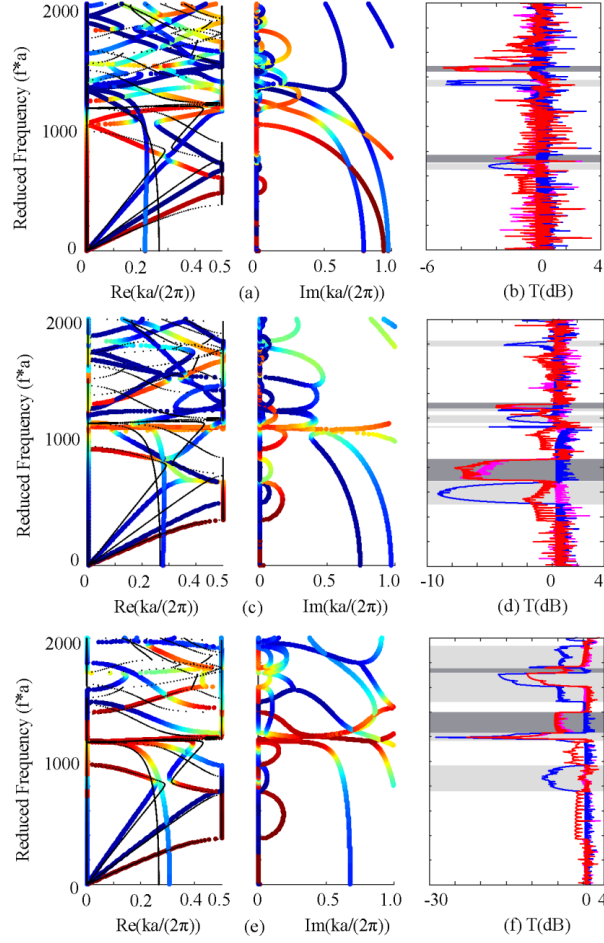 2000
1000
0
Reduced Frequency (f*a)
0 0.2 0.4 0.5 0 0.5 1.0 -6 0 4
Re(ka/(2π)) (a) Im(ka/(2π)) (b) T(dB)
2000
1000
0
Reduced Frequency (f*a)
0 0.2 0.4 0.5 0 0.5 1.0 -10 0 4
Re(ka/(2π)) (c) Im(ka/(2π)) (d) T(dB)
2000
1000
0
Reduced Frequency (f*a)
0 0.2 0.4 0.5 0 0.5 1.0 -30 0 4
Re(ka/(2π)) (e) Im(ka/(2π)) (f) T(dB)